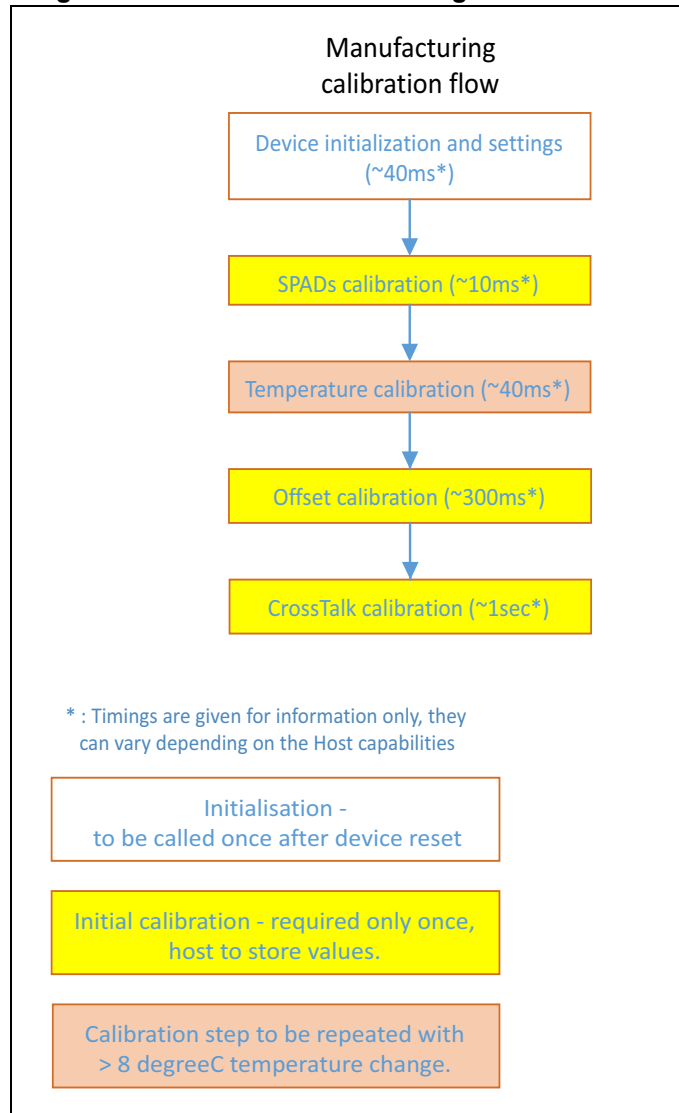 Manufacturing
calibration flow
Device initialization and settings
(~40ms*)
SPADs calibration (~10ms*)
Temperature calibration (~40ms*)
Offset calibration (~300ms*)
CrossTalk calibration (~1sec*)
* : Timings are given for information only, they
can vary depending on the Host capabilities
Initialisation -
to be called once after device reset
Initial calibration - required only once,
host to store values.
Calibration step to be repeated with
> 8 degreeC temperature change.